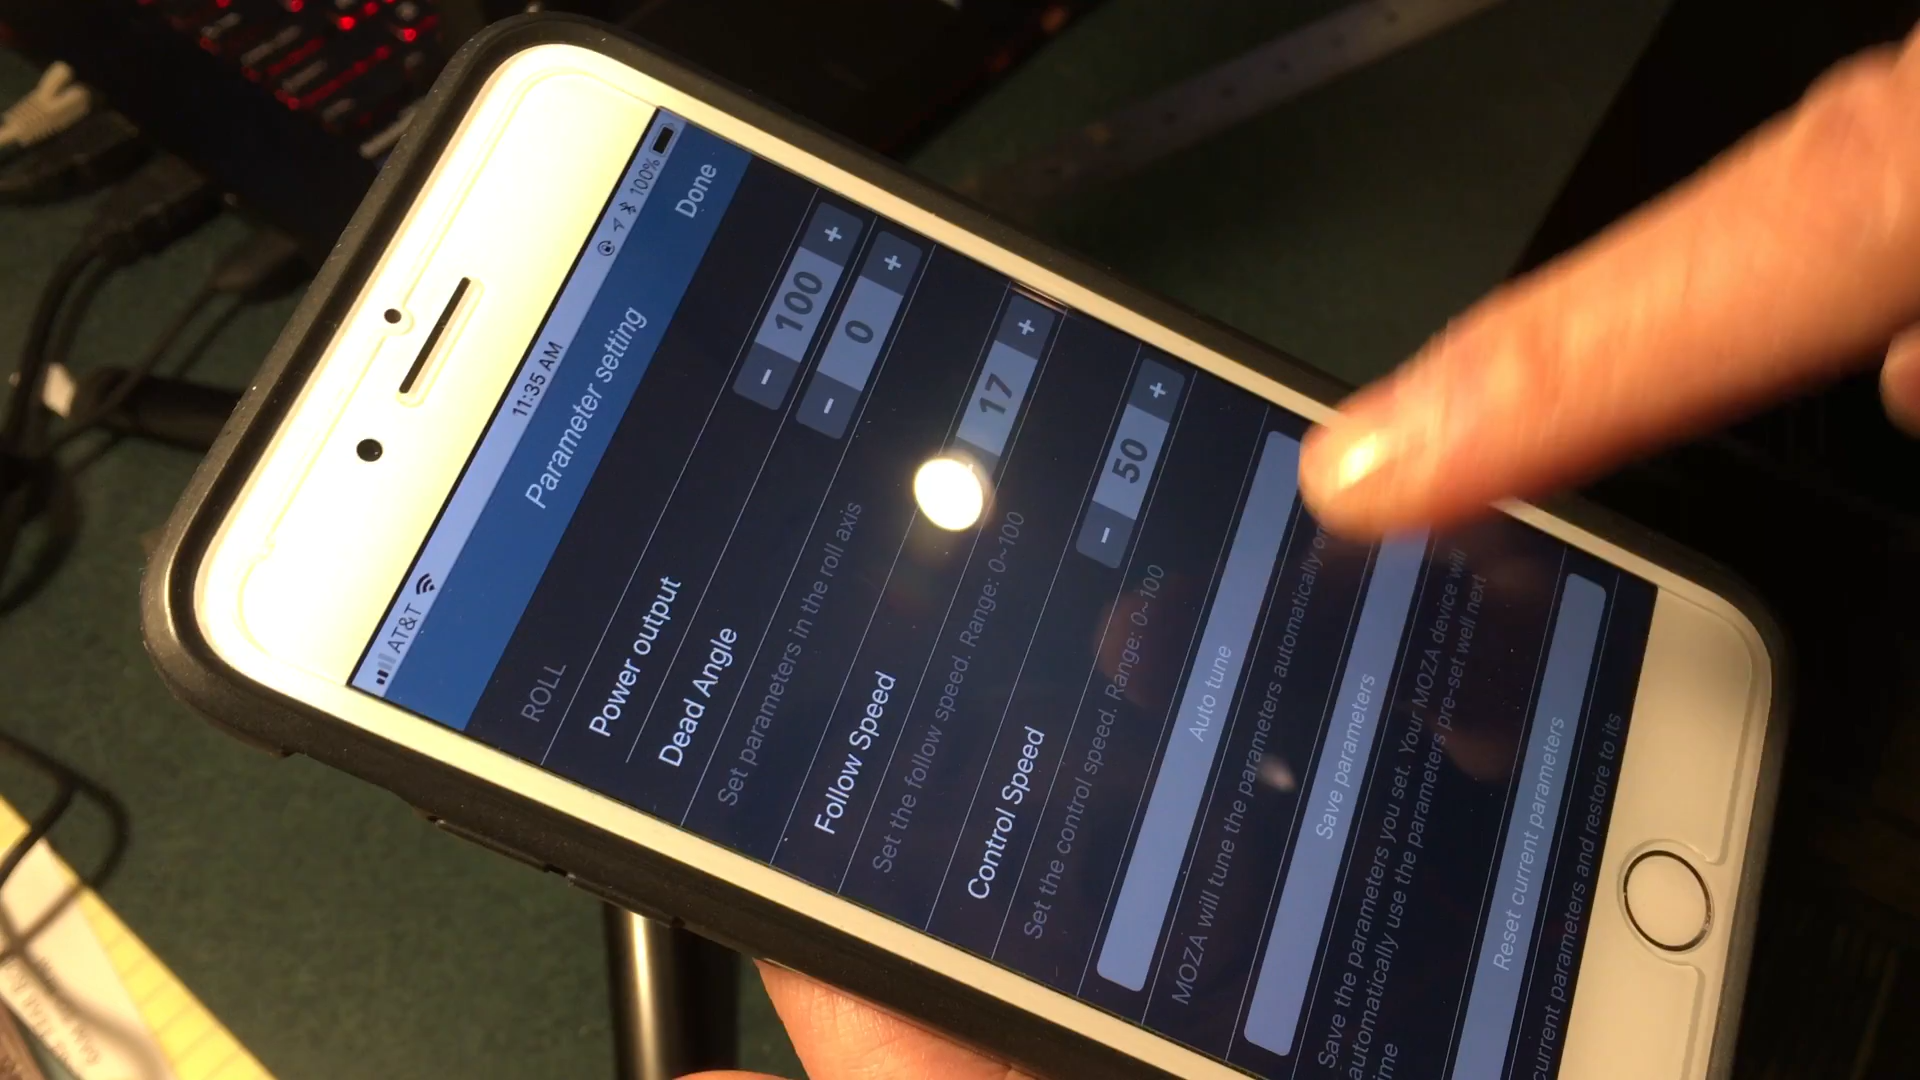 AT&T 11:35 AM 100%
Parameter setting Done
ROLL
Power output - 100 +
Dead Angle - 0 +
Set parameters in the roll axis
Follow Speed 17 +
Set the follow speed. Range: 0~100
Control Speed - 50 +
Set the control speed. Range: 0~100
Auto tune
MOZA will tune the parameters automatically
Save parameters
Save the parameters you set. Your MOZA device will
automatically use the parameters pre-set well next
time
Reset current parameters
current parameters and restore to its